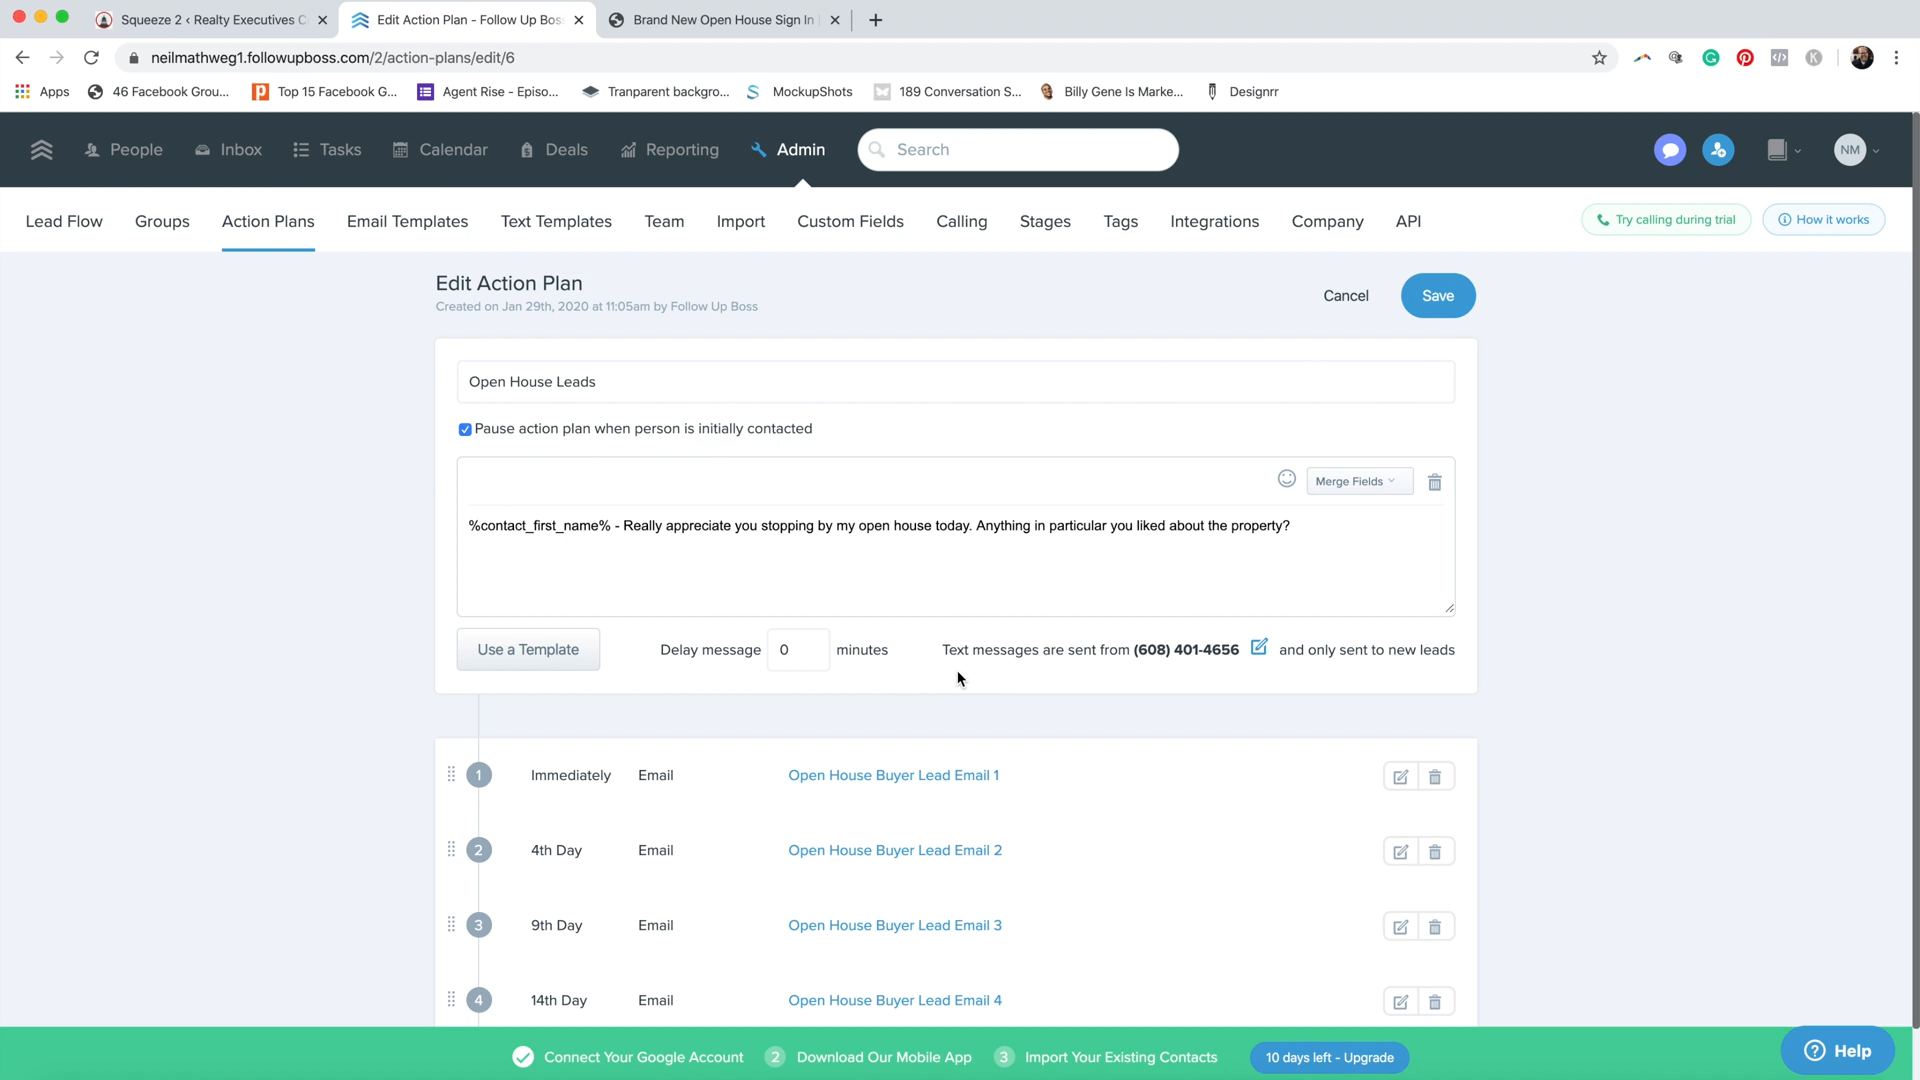 Squeeze 2 ‹ Realty Executives C
Edit Action Plan - Follow Up Bos
Brand New Open House Sign In
neilmathweg1.followupboss.com/2/action-plans/edit/6
Apps
46 Facebook Grou...
Top 15 Facebook G...
Agent Rise - Episo...
Tranparent backgro...
MockupShots
189 Conversation S...
Billy Gene Is Marke...
Designrr
People
Inbox
Tasks
Calendar
Deals
Reporting
Admin
Search
NM
Lead Flow
Groups
Action Plans
Email Templates
Text Templates
Team
Import
Custom Fields
Calling
Stages
Tags
Integrations
Company
API
Try calling during trial
How it works
Edit Action Plan
Created on Jan 29th, 2020 at 11:05am by Follow Up Boss
Cancel
Save
Open House Leads
Pause action plan when person is initially contacted
Merge Fields
%contact_first_name% - Really appreciate you stopping by my open house today. Anything in particular you liked about the property?
Use a Template
Delay message 0 minutes
Text messages are sent from (608) 401-4656 and only sent to new leads
1 Immediately Email Open House Buyer Lead Email 1
2 4th Day Email Open House Buyer Lead Email 2
3 9th Day Email Open House Buyer Lead Email 3
4 14th Day Email Open House Buyer Lead Email 4
Connect Your Google Account
2 Download Our Mobile App
3 Import Your Existing Contacts
10 days left - Upgrade
Help